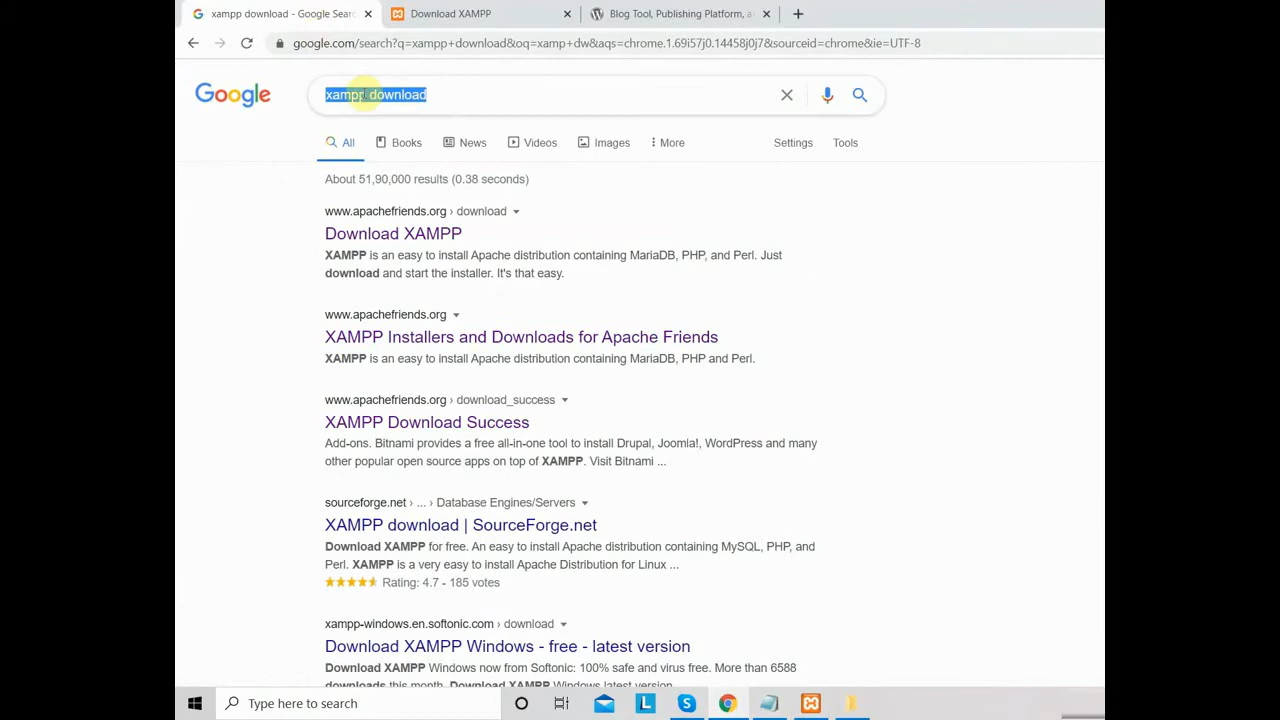 xampp download - Google Sear
Download XAMPP
Blog Tool, Publishing Platform, a
google.com/search?q=xampp+download&oq=xamp+dw&aqs=chrome.1.69i57j0.14458j0j7&sourceid=chrome&ie=UTF-8
Google
xampp download
All
Books
News
Videos
Images
More
Settings
Tools
About 51,90,000 results (0.38 seconds)
www.apachefriends.org › download
Download XAMPP
XAMPP is an easy to install Apache distribution containing MariaDB, PHP, and Perl. Just
download and start the installer. It's that easy.
www.apachefriends.org
XAMPP Installers and Downloads for Apache Friends
XAMPP is an easy to install Apache distribution containing MariaDB, PHP and Perl.
www.apachefriends.org › download_success
XAMPP Download Success
Add-ons. Bitnami provides a free all-in-one tool to install Drupal, Joomla!, WordPress and many
other popular open source apps on top of XAMPP. Visit Bitnami ...
sourceforge.net › ... › Database Engines/Servers
XAMPP download | SourceForge.net
Download XAMPP for free. An easy to install Apache distribution containing MySQL, PHP, and
Perl. XAMPP is a very easy to install Apache Distribution for Linux ...
Rating: 4.7 - 185 votes
xampp-windows.en.softonic.com › download
Download XAMPP Windows - free - latest version
Download XAMPP Windows now from Softonic: 100% safe and virus free. More than 6588
downloads this month. Download XAMPP Windows latest version
Type here to search